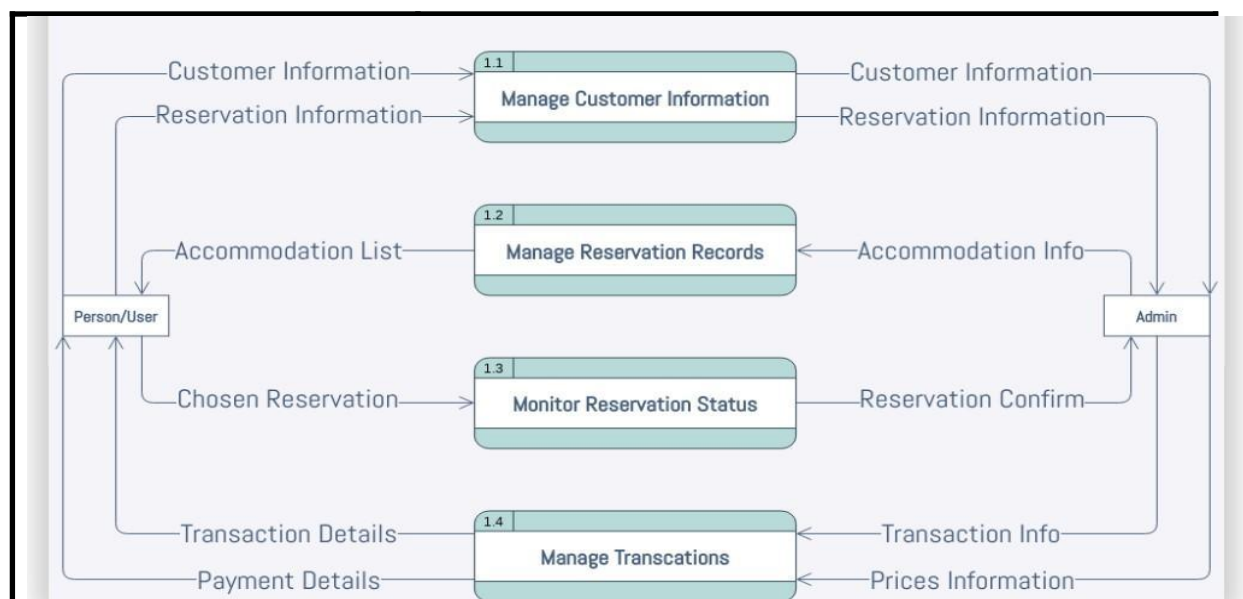 1.1
Customer Information
Manage Customer Information
Customer Information
Reservation Information
Reservation Information
1.2
Accommodation List
Manage Reservation Records
Accommodation Info
Person/User
Admin
1.3
Chosen Reservation
Monitor Reservation Status
Reservation Confirm
1.4
Transaction Details
Manage Transcations
Transaction Info
Payment Details
Prices Information